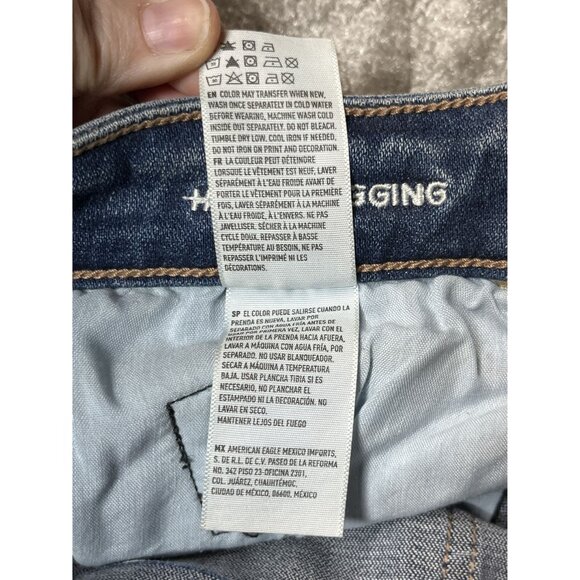 EN COLOR MAY TRANSFER WHEN NEW,
WASH ONCE SEPARATELY IN COLD WATER
BEFORE WEARING, MACHINE WASH COLD
INSIDE OUT SEPARATELY. DO NOT BLEACH.
TUMBLE DRY LOW. COOL IRON IF NEEDED.
DO NOT IRON ON PRINT AND DECORATION.
FR LA COULEUR PEUT DÉTEINDRE
LORSQUE LE VÊTEMENT EST NEUF, LAVER
SÉPARÉMENT À L'EAU FROIDE AVANT DE
PORTER LE VÊTEMENT POUR LA PREMIÈRE
FOIS, LAVER SÉPARÉMENT À LA MACHINE
À L'EAU FROIDE, À L'ENVERS. NE PAS
JAVELLISER. SÉCHER À LA MACHINE
CYCLE DOUX. REPASSER À BASSE
TEMPÉRATURE AU BESOIN, NE PAS
REPASSER L'IMPRIMÉ NI LES
DÉCORATIONS.
H GGING
SP EL COLOR PUEDE SALIRSE CUANDO LA
PRENDA ES NUEVA, LAVAR POR
SEPARADO CON AGUA FRÍA ANTES DE
USAR POR PRIMERA VEZ, LAVAR CON EL
INTERIOR DE LA PRENDA HACIA AFUERA,
LAVAR A MÁQUINA CON AGUA FRÍA, POR
SEPARADO. NO USAR BLANQUEADOR.
SECAR A MÁQUINA A TEMPERATURA
BAJA. USAR PLANCHA TIBIA SI ES
NECESARIO, NO PLANCHAR EL
ESTAMPADO NI LA DECORACIÓN. NO
LAVAR EN SECO.
MANTENER LEJOS DEL FUEGO
MX AMERICAN EAGLE MEXICO IMPORTS,
S. DE R.L. DE C.V. PASEO DE LA REFORMA
NO. 342 PISO 23-OFICINA 2301,
COL. JUÁREZ, CUAUHTÉMOC,
CIUDAD DE MÉXICO, 06600, MÉXICO